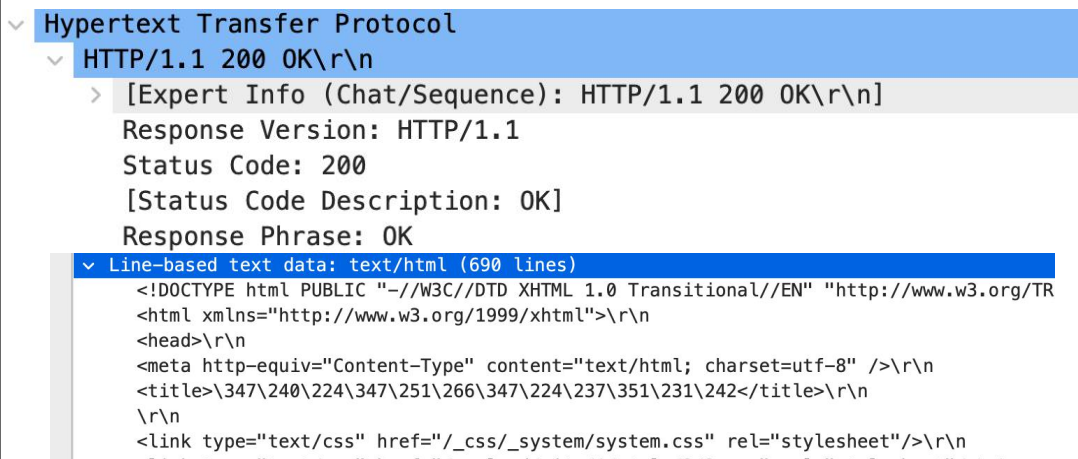 Hypertext Transfer Protocol
HTTP/1.1 200 OK\r\n
[Expert Info (Chat/Sequence): HTTP/1.1 200 OK\r\n]
Response Version: HTTP/1.1
Status Code: 200
[Status Code Description: OK]
Response Phrase: OK
Line-based text data: text/html (690 lines)
<!DOCTYPE html PUBLIC "-//W3C//DTD XHTML 1.0 Transitional//EN" "http://www.w3.org/TR
<html xmlns="http://www.w3.org/1999/xhtml">\r\n
<head>\r\n
<meta http-equiv="Content-Type" content="text/html; charset=utf-8" />\r\n
<title>\347\240\224\347\251\266\347\224\237\351\231\242</title>\r\n
\r\n
<link type="text/css" href="/_css/_system/system.css" rel="stylesheet"/>\r\n